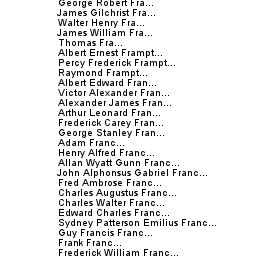 George Robert Fra...
James Gilchrist Fra...
Walter Henry Fra...
James William Fra...
Thomas Fra...
Albert Ernest Frampt...
Percy Frederick Frampt...
Raymond Frampt...
Albert Edward Fran...
Victor Alexander Fran...
Alexander James Fran...
Arthur Leonard Fran...
Frederick Carey Fran...
George Stanley Fran...
Adam Franc...
Henry Alfred Franc...
Allan Wyatt Gunn Franc...
John Alphonsus Gabriel Franc...
Fred Ambrose Franc...
Charles Augustus Franc...
Charles Walter Franc...
Edward Charles Franc...
Sydney Patterson Emilius Franc...
Guy Francis Franc...
Frank Franc...
Frederick William Franc...